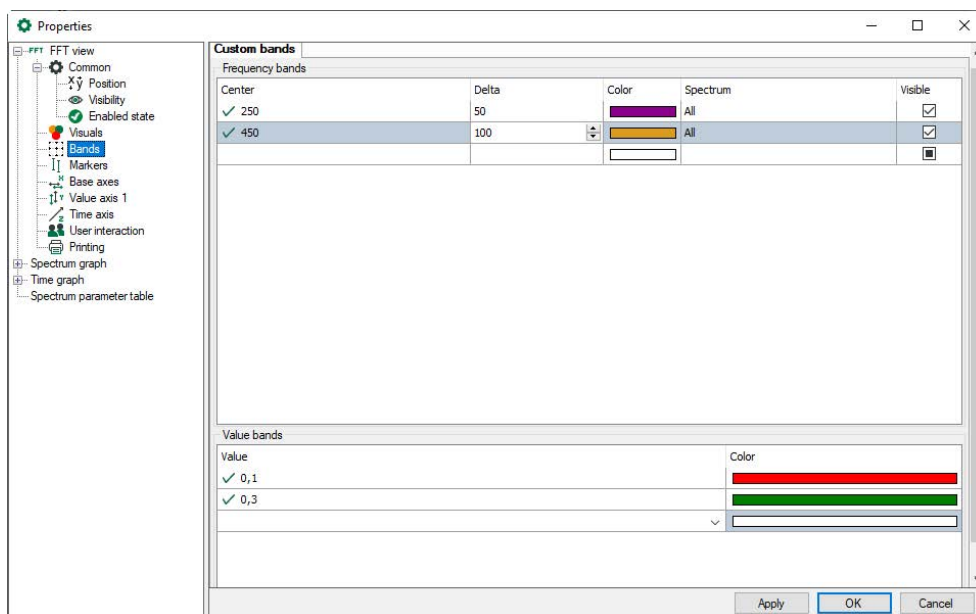 Properties
FFT FFT view
Common
Position
Visibility
Enabled state
Visuals
Bands
Markers
Base axes
Value axis 1
Time axis
User interaction
Printing
Spectrum graph
Time graph
Spectrum parameter table
Custom bands
Frequency bands
Center Delta Color Spectrum Visible
250 50 All
450 100 All
Value bands
Value Color
0,1
0,3
Apply OK Cancel